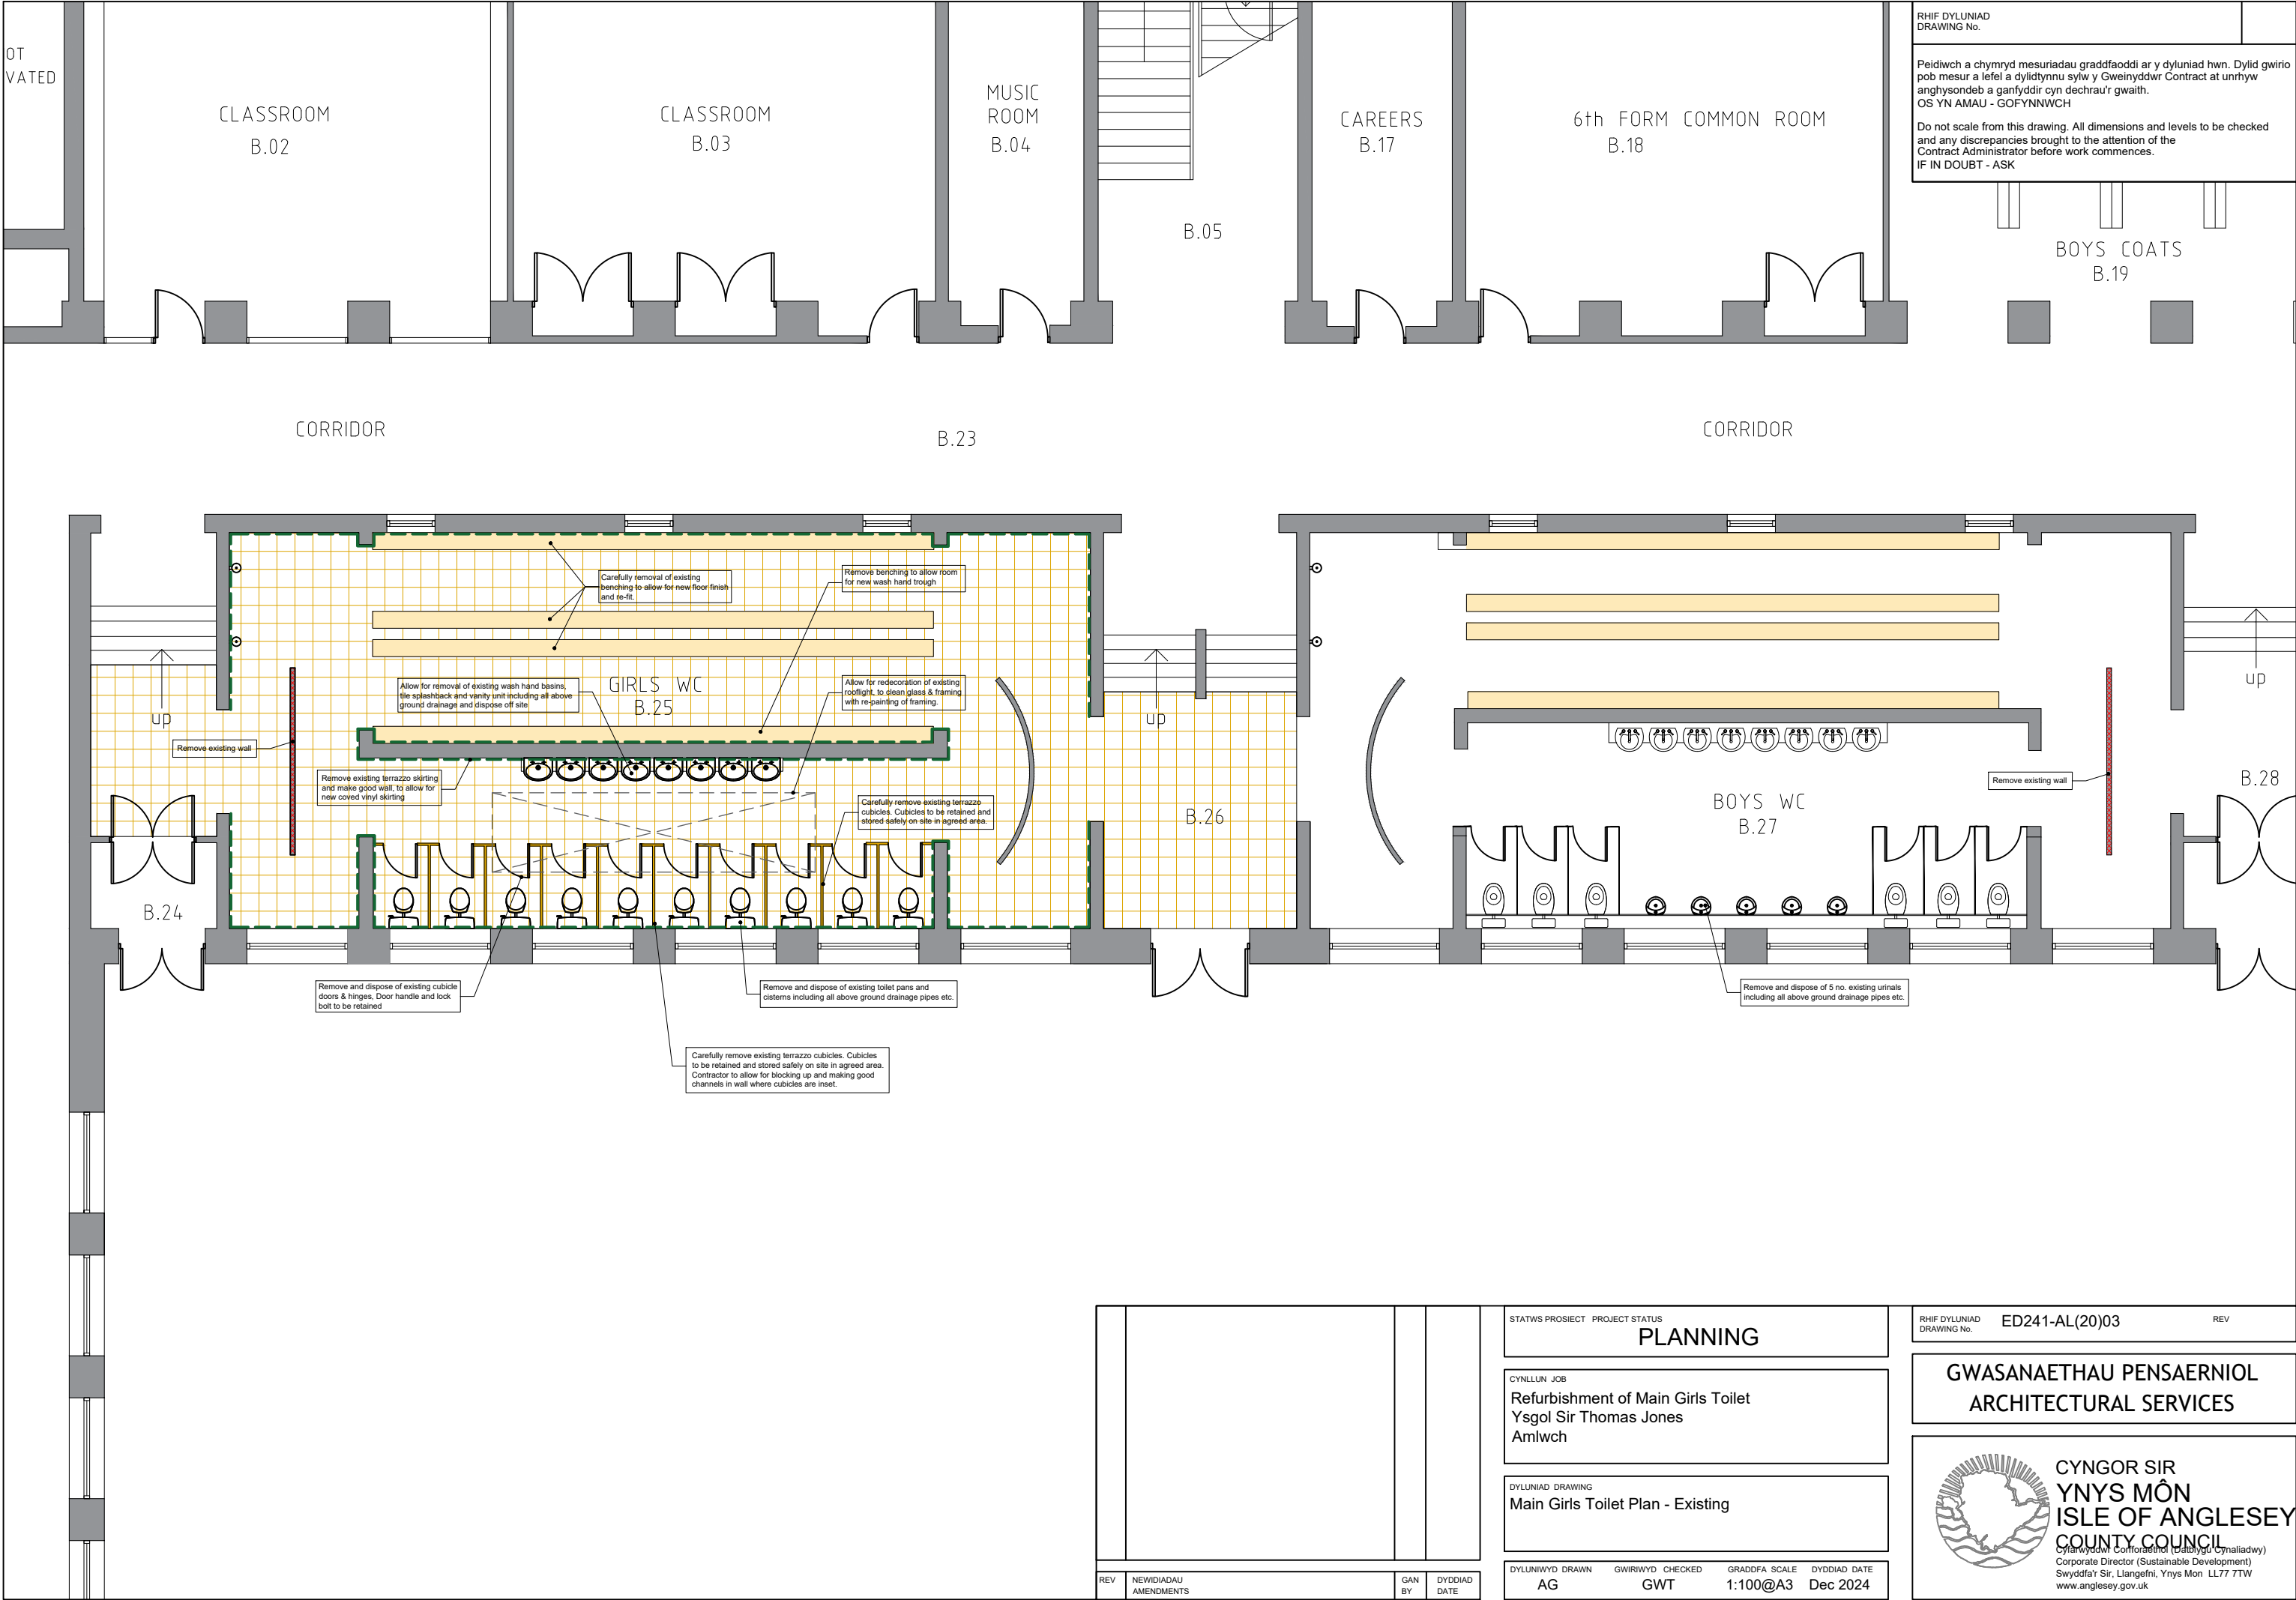 OT
VATED
CLASSROOM
B.02
CLASSROOM
B.03
MUSIC
ROOM
B.04
B.05
CAREERS
B.17
6th FORM COMMON ROOM
B.18
RHIF DYLUNIAD
DRAWING No.
Peidiwch a chymryd mesuriadau graddfaoddi ar y dyluniad hwn. Dylid gwirio
pob mesur a lefel a dylidtynnu sylw y Gweinyddwr Contract at unrhyw
anghysondeb a ganfyddir cyn dechrau'r gwaith.
OS YN AMAU - GOFYNNWCH
Do not scale from this drawing. All dimensions and levels to be checked
and any discrepancies brought to the attention of the
Contract Administrator before work commences.
IF IN DOUBT - ASK
BOYS COATS
B.19
CORRIDOR
B.23
CORRIDOR
Carefully removal of existing
benching to allow for new floor finish
and re-fit.
Remove benching to allow room
for new wash hand trough
Allow for removal of existing wash hand basins,
tile splashback and vanity unit including all above
ground drainage and dispose off site
GIRLS WC
B.25
Allow for redecoration of existing
rooflight, to clean glass & framing
with re-painting of framing.
up
Remove existing wall
Remove existing terrazzo skirting
and make good wall, to allow for
new coved vinyl skirting
Carefully remove existing terrazzo
cubicles. Cubicles to be retained and
stored safely on site in agreed area.
up
B.26
BOYS WC
B.27
Remove existing wall
up
B.28
B.24
Remove and dispose of existing cubicle
doors & hinges, Door handle and lock
bolt to be retained
Remove and dispose of existing toilet pans and
cisterns including all above ground drainage pipes etc.
Remove and dispose of 5 no. existing urinals
including all above ground drainage pipes etc.
Carefully remove existing terrazzo cubicles. Cubicles
to be retained and stored safely on site in agreed area.
Contractor to allow for blocking up and making good
channels in wall where cubicles are inset.
REV
NEWIDIADAU
AMENDMENTS
GAN
BY
DYDDIAD
DATE
STATWS PROSIECT PROJECT STATUS
PLANNING
CYNLLUN JOB
Refurbishment of Main Girls Toilet
Ysgol Sir Thomas Jones
Amlwch
DYLUNIAD DRAWING
Main Girls Toilet Plan - Existing
DYLUNIWYD DRAWN GWIRIWYD CHECKED GRADDFA SCALE DYDDIAD DATE
AG GWT 1:100@A3 Dec 2024
RHIF DYLUNIAD
DRAWING No.
ED241-AL(20)03
REV
GWASANAETHAU PENSAERNIOL
ARCHITECTURAL SERVICES
CYNGOR SIR
YNYS MÔN
ISLE OF ANGLESEY
COUNTY COUNCIL
Cyfarwyddwr Corfforaethol (Datblygu Cynaliadwy)
Corporate Director (Sustainable Development)
Swyddfa'r Sir, Llangefni, Ynys Mon LL77 7TW
www.anglesey.gov.uk